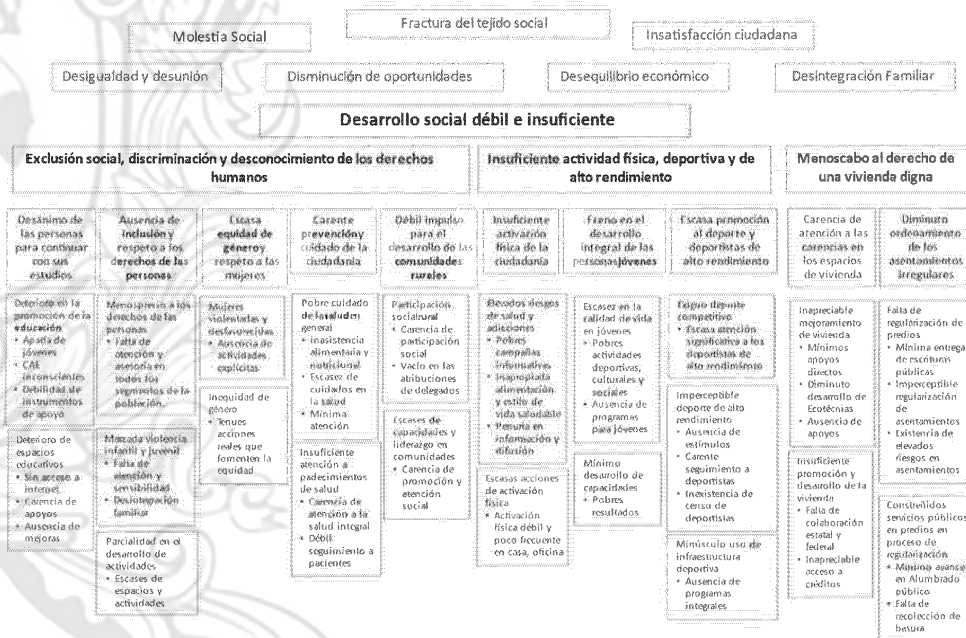 Fractura del tejido social
Molestia Social
Insatisfacción ciudadana
Desigualdad y desunión
Disminución de oportunidades
Desequilibrio económico
Desintegración Familiar
Desarrollo social débil e insuficiente
Exclusión social, discriminación y desconocimiento de los derechos
humanos
Insuficiente actividad física, deportiva y de
alto rendimiento
Menoscabo al derecho de
una vivienda digna
Desánimo de
las personas
para continuar
con sus
estudios
Ausencia de
Inclusión y
respeto a los
derechos de las
personas
Escasa
equidad de
género y
respeto a las
mujeres
Carente
prevención y
cuidado de la
ciudadanía
Débil impulso
para el
desarrollo de las
comunidades
rurales
Insuficiente
activación
física de la
ciudadanía
Freno en el
desarrollo
integral de las
personas jóvenes
Escasa promoción
al deporte y
deportistas de
alto rendimiento
Carencia de
atención a las
carencias en
los espacios
de vivienda
Diminuto
ordenamiento
de los
asentamientos
irregulares
Deterioro en la
promoción de la
educación
• Apatía de
jóvenes
• CAE
inconscientes
• Debilidad de
instrumentos
de apoyo
Deterioro de
espacios
educativos
• Sin acceso a
internet
• Carencia de
apoyos
• Ausencia de
mejoras
Menosprecio a los
derechos de las
personas
• Falta de
atención y
asesoría en
todos los
segmentos de la
población
Marcada violencia
infantil y juvenil
• Falta de
atención y
sensibilidad
• Desintegración
familiar
Parcialidad en el
desarrollo de
actividades
• Escases de
espacios y
actividades
Mujeres
violentadas y
desfavorecidas
• Ausencia de
actividades
explícitas
Inequidad de
género
• Tenues
acciones
reales que
fomenten la
equidad
Pobre cuidado
de la salud en
general
• inasistencia
alimentaria y
nutricional
• Escasez de
cuidados en
la salud
• Mínima
atención
Insuficiente
atención a
padecimientos
de salud
• Carencia de
atención a la
salud integral
• Débil
seguimiento a
pacientes
Participación
social rural
• Carencia de
participación
social
• Vacío en las
atribuciones
de delegados
Escases de
capacidades y
liderazgo en
comunidades
• Carencia de
promoción y
atención
social
Elevados riesgos
de salud y
adicciones
• Pobres
campañas
informativas
• Inapropiada
alimentación
y estilo de
vida saludable
• Penuria en
información y
difusión
Escasas acciones
de activación
física
• Activación
física débil y
poco frecuente
en casa, oficina
Escasez en la
calidad de vida
en jóvenes
• Pobres
actividades
deportivas,
culturales y
sociales
• Ausencia de
programas
para jóvenes
Mínimo
desarrollo de
capacidades
• Pobres
resultados
Exiguo deporte
competitivo
• Escasa atención
significativa a los
deportistas de
alto rendimiento
Imperceptible
deporte de alto
rendimiento
• Ausencia de
estímulos
• Carente
seguimiento a
deportistas
• Inexistencia de
censo de
deportistas
Minúsculo uso de
infraestructura
deportiva
• Ausencia de
programas
integrales
Inapreciable
mejoramiento
de vivienda
• Mínimos
apoyos
directos
• Diminuto
desarrollo de
Ecotécnias
• Ausencia de
apoyos
Insuficiente
promoción y
desarrollo de la
vivienda
• Falta de
colaboración
estatal y
federal
• Inapreciable
acceso a
créditos
Falta de
regularización de
predios
• Mínima entrega
de escrituras
públicas
• Imperceptible
regularización
de
asentamientos
• Existencia de
elevados
riesgos en
asentamientos
Constreñidos
servicios públicos
en predios en
proceso de
regularización
• Mínimo avance
en Alumbrado
público
• Falta de
recolección de
basura